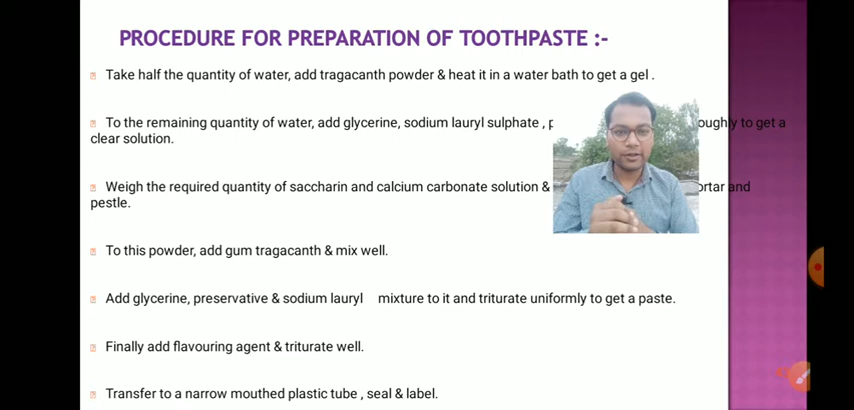 PROCEDURE FOR PREPARATION OF TOOTHPASTE :-
Take half the quantity of water, add tragacanth powder & heat it in a water bath to get a gel .
To the remaining quantity of water, add glycerine, sodium lauryl sulphate , to get a
clear solution.
Weigh the required quantity of saccharin and calcium carbonate solution & and
pestle.
To this powder, add gum tragacanth & mix well.
Add glycerine, preservative & sodium lauryl mixture to it and triturate uniformly to get a paste.
Finally add flavouring agent & triturate well.
Transfer to a narrow mouthed plastic tube , seal & label.